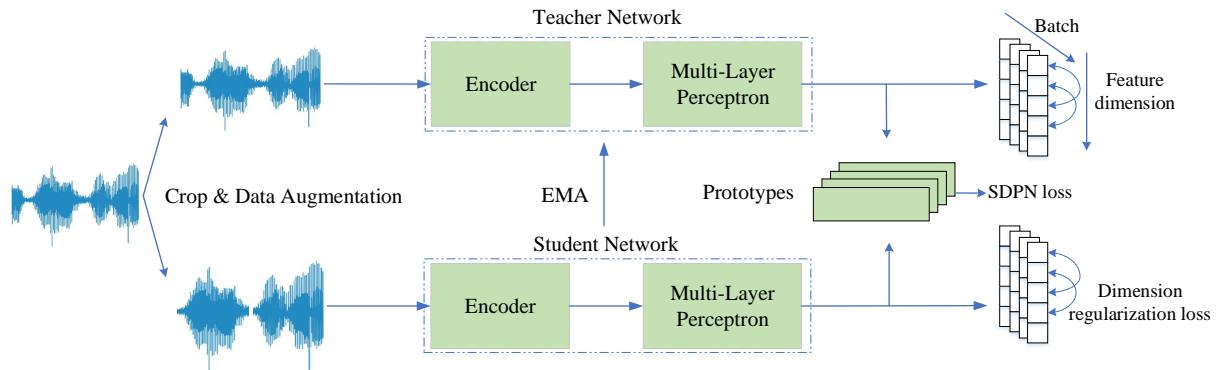 Teacher Network
Batch
Encoder
Multi-Layer
Perceptron
Feature
dimension
Crop & Data Augmentation
EMA
Prototypes
SDPN loss
Student Network
Encoder
Multi-Layer
Perceptron
Dimension
regularization loss